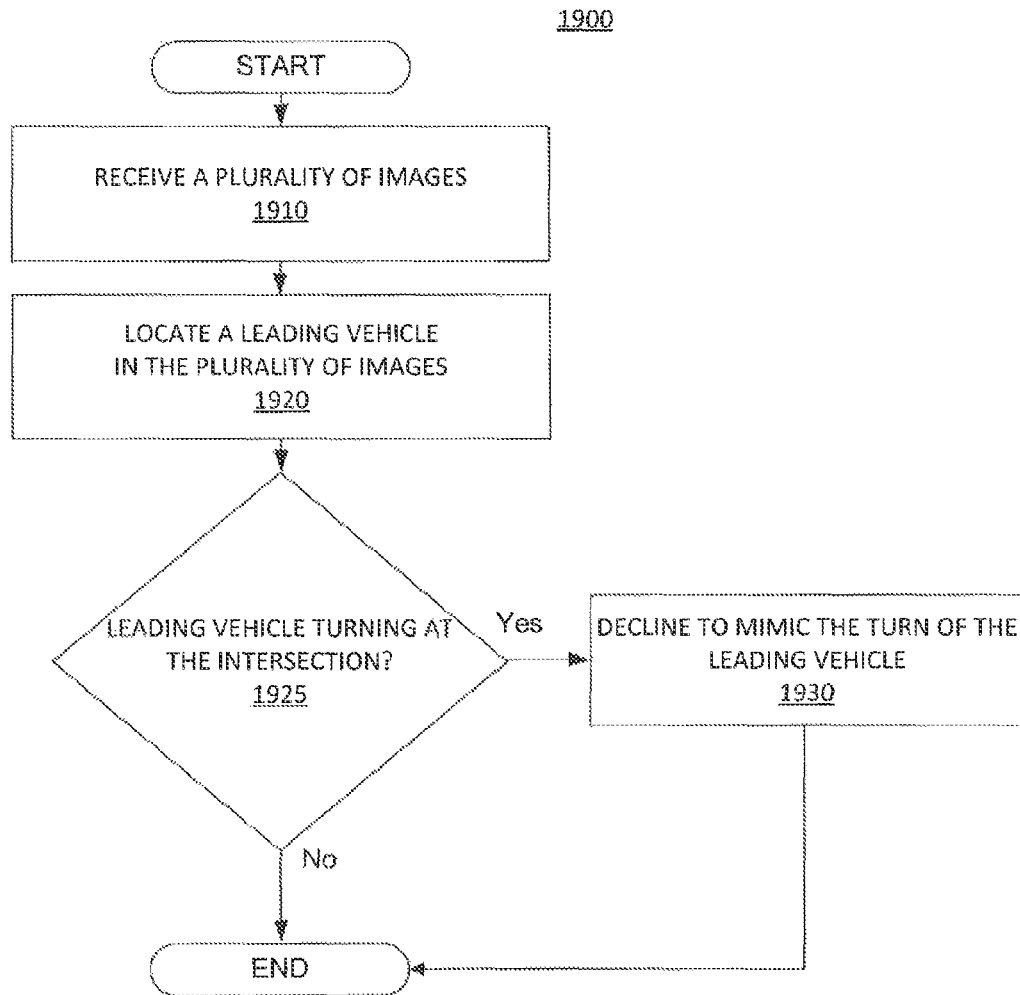 1900
START
RECEIVE A PLURALITY OF IMAGES
1910
LOCATE A LEADING VEHICLE
IN THE PLURALITY OF IMAGES
1920
LEADING VEHICLE TURNING AT
THE INTERSECTION?
1925
Yes
DECLINE TO MIMIC THE TURN OF THE
LEADING VEHICLE
1930
No
END